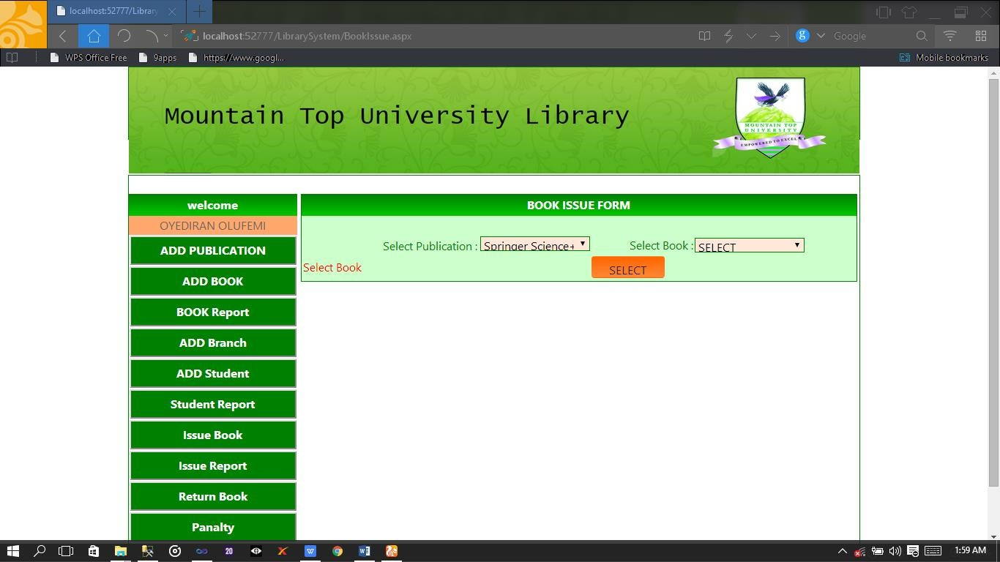 localhost:52777/Library
localhost:52777/LibrarySystem/BookIssue.aspx
g
Google
WPS Office Free
9apps
https://www.googl...
Mobile bookmarks
Mountain Top University Library
MOUNTAIN TOP
UNIVERSITY
EMPOWERED TO EXCEL
welcome
BOOK ISSUE FORM
OYEDIRAN OLUFEMI
ADD PUBLICATION
Select Publication : Springer Science+
Select Book : SELECT
Select Book
SELECT
ADD BOOK
BOOK Report
ADD Branch
ADD Student
Student Report
Issue Book
Issue Report
Return Book
Panalty
20
W
W
1:59 AM